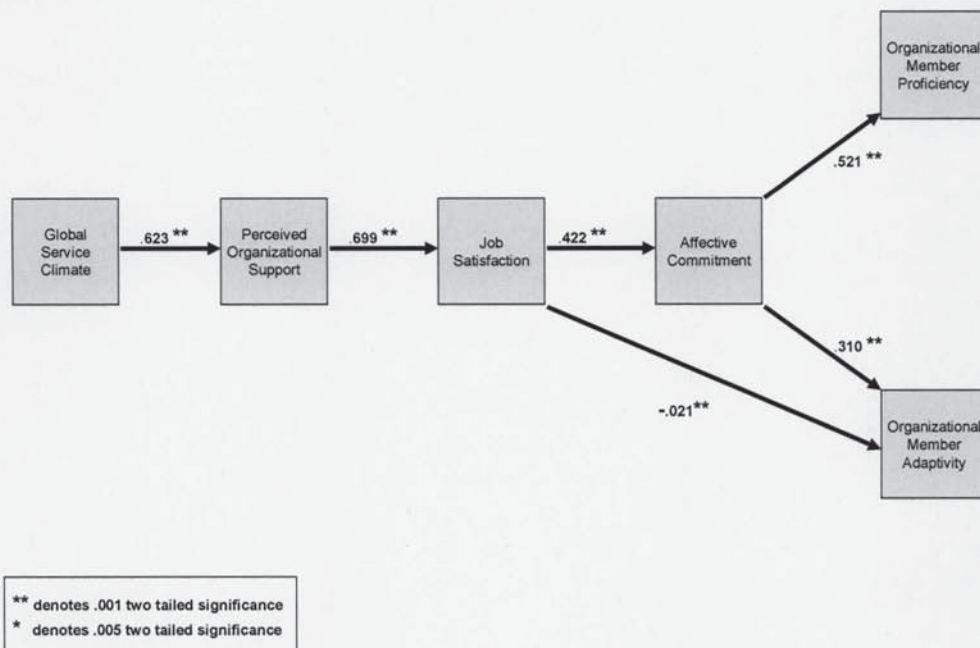 Organizational
Member
Proficiency
.521 **
Global
Service
Climate
.623 **
Perceived
Organizational
Support
.699 **
Job
Satisfaction
.422 **
Affective
Commitment
.310 **
-.021**
Organizational
Member
Adaptivity
** denotes .001 two tailed significance
* denotes .005 two tailed significance